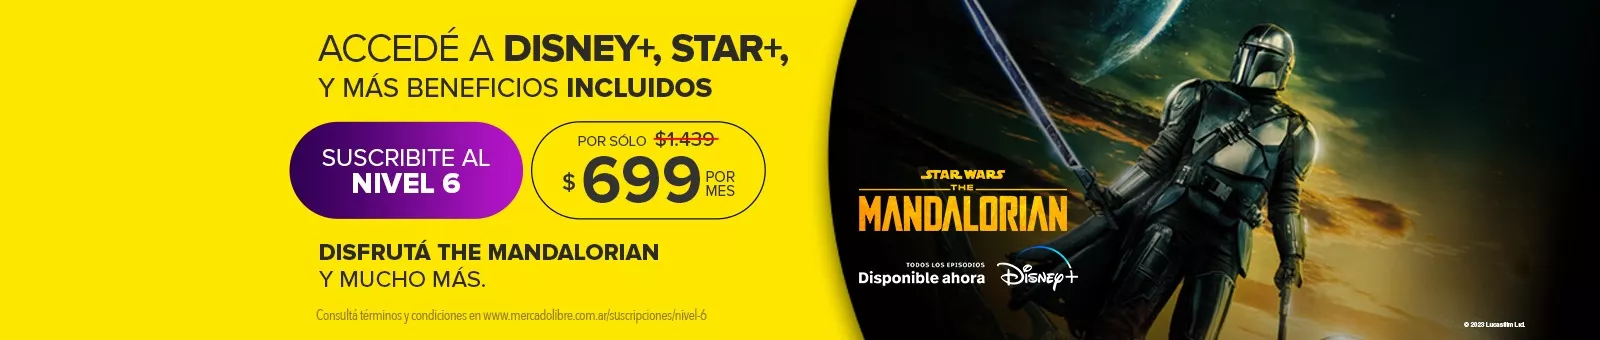 ACCEDÉ A DISNEY+, STAR+,
Y MÁS BENEFICIOS INCLUIDOS
SUSCRIBITE AL
NIVEL 6
POR SÓLO $1.439
$ 699 POR
MES
DISFRUTÁ THE MANDALORIAN
Y MUCHO MÁS.
Consultá términos y condiciones en www.mercadolibre.com.ar/suscripciones/nivel-6
STAR WARS
THE
MANDALORIAN
TODOS LOS EPISODIOS
Disponible ahora
Disney+
© 2023 Lucasfilm Ltd.